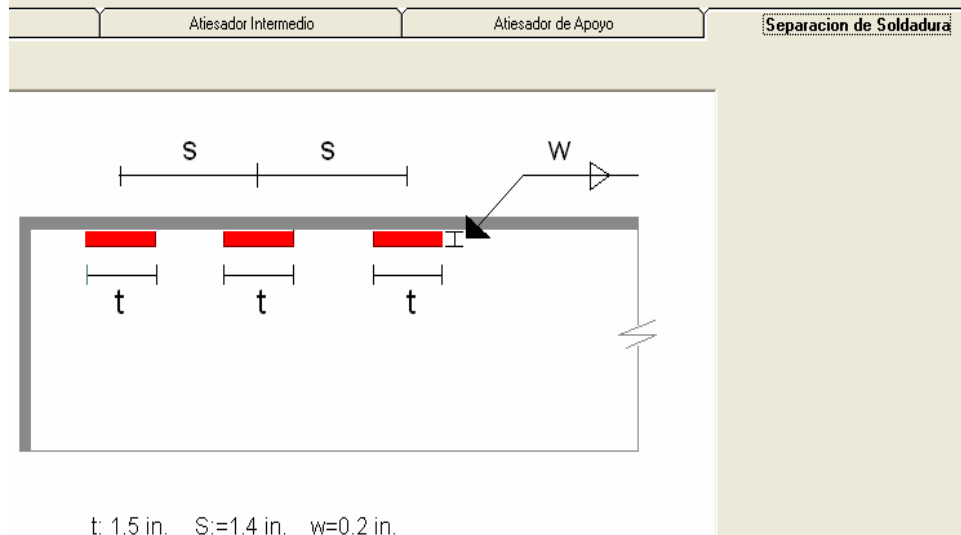 Atiesador Intermedio Atiesador de Apoyo Separacion de Soldadura
S S W
t t t
t: 1.5 in. S:=1.4 in. w=0.2 in.